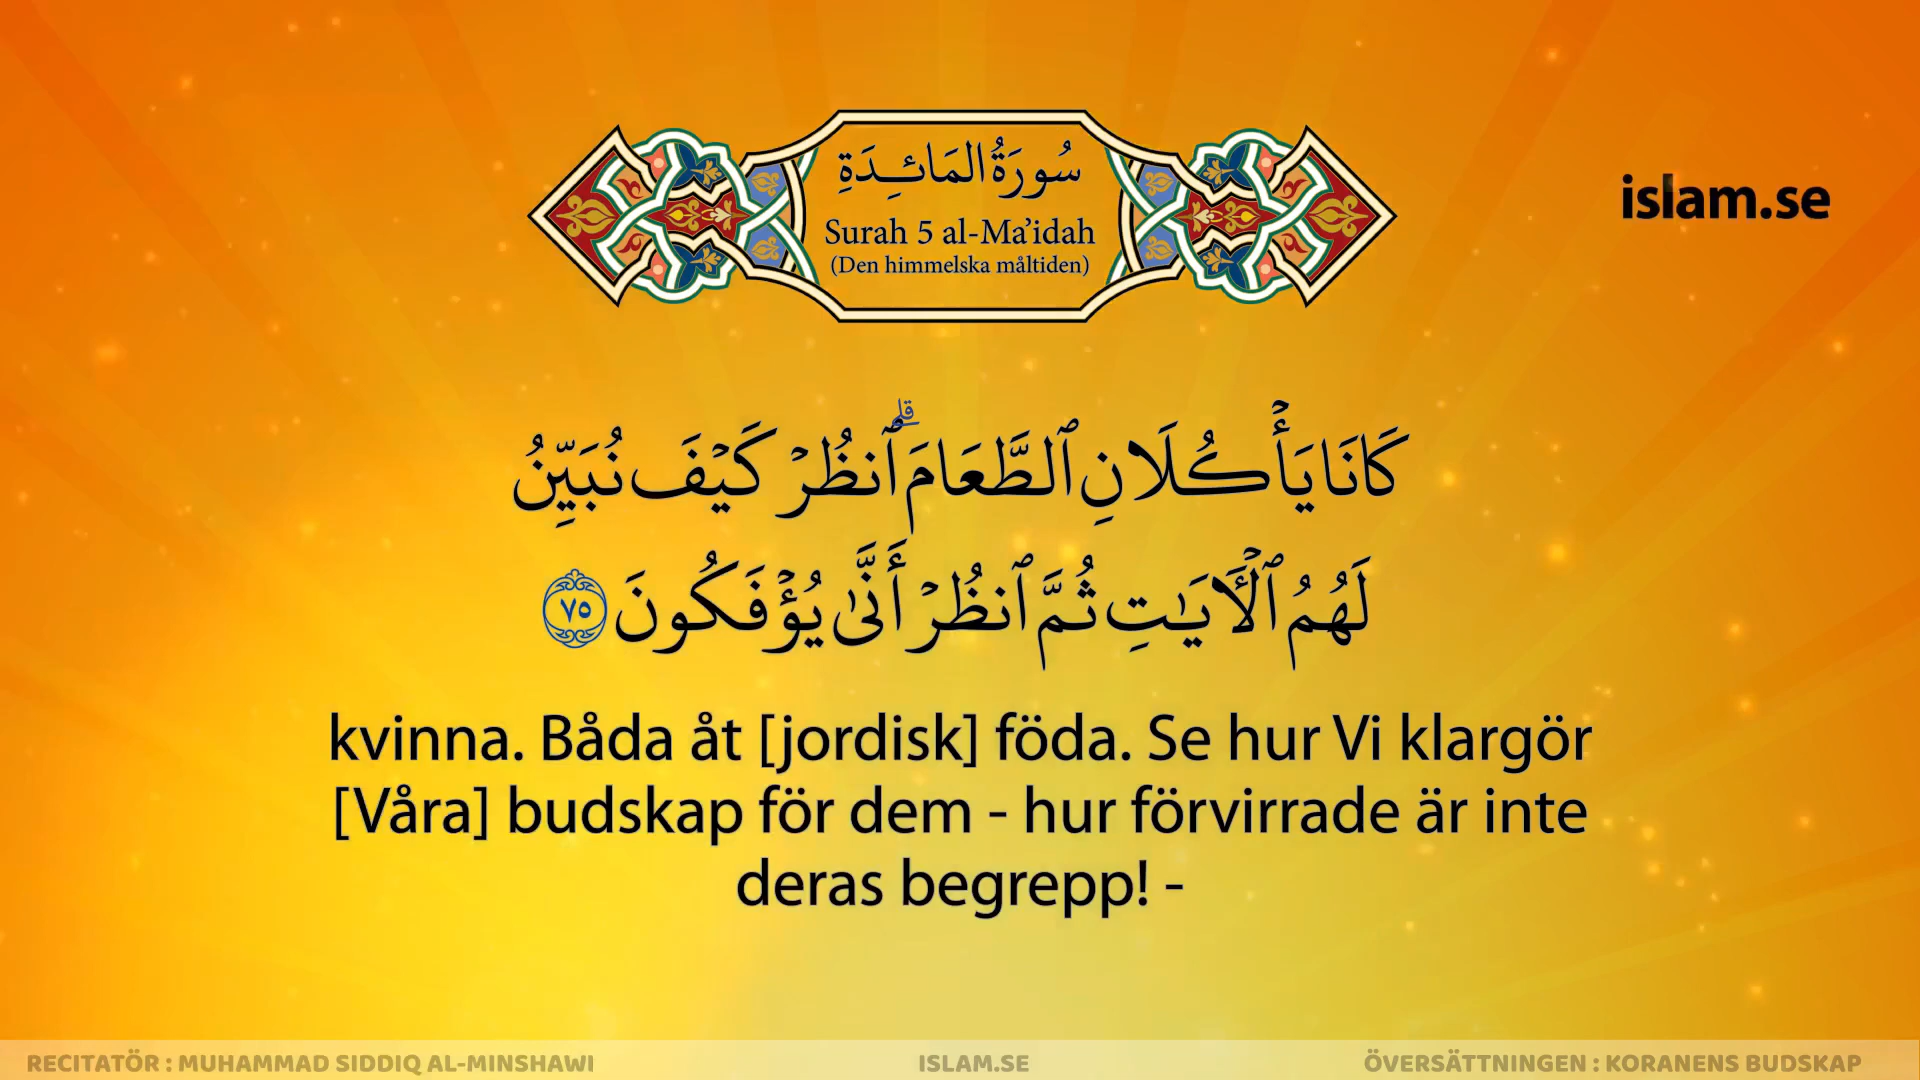 سُورَةُ المَائِدَةِ
Surah 5 al-Ma’idah
(Den himmelska måltiden)
islam.se
كَانَا يَأۡكُلَانِ ٱلطَّعَامَۗ ٱنظُرۡ كَيۡفَ نُبَيِّنُ
لَهُمُ ٱلۡأٓيَٰتِ ثُمَّ ٱنظُرۡ أَنَّىٰ يُؤۡفَكُونَ ٧٥
kvinna. Båda åt [jordisk] föda. Se hur Vi klargör
[Våra] budskap för dem - hur förvirrade är inte
deras begrepp! -
RECITATÖR : MUHAMMAD SIDDIQ AL-MINSHAWI
ISLAM.SE
ÖVERSÄTTNINGEN : KORANENS BUDSKAP